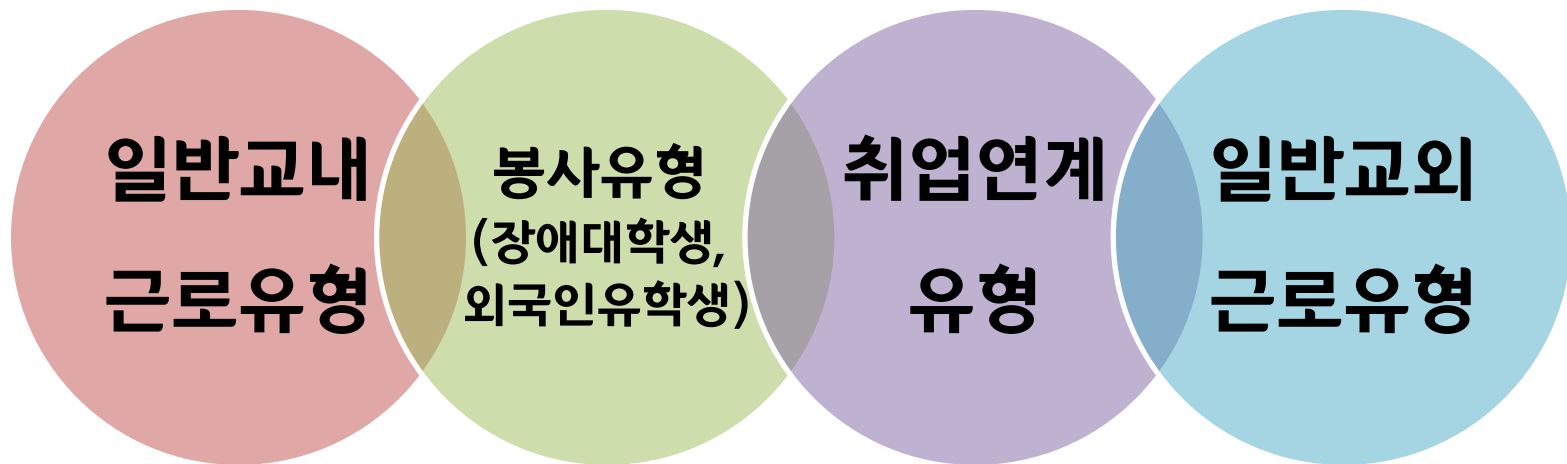 일반교내
근로유형
봉사유형
(장애대학생,
외국인유학생)
취업연계
유형
일반교외
근로유형